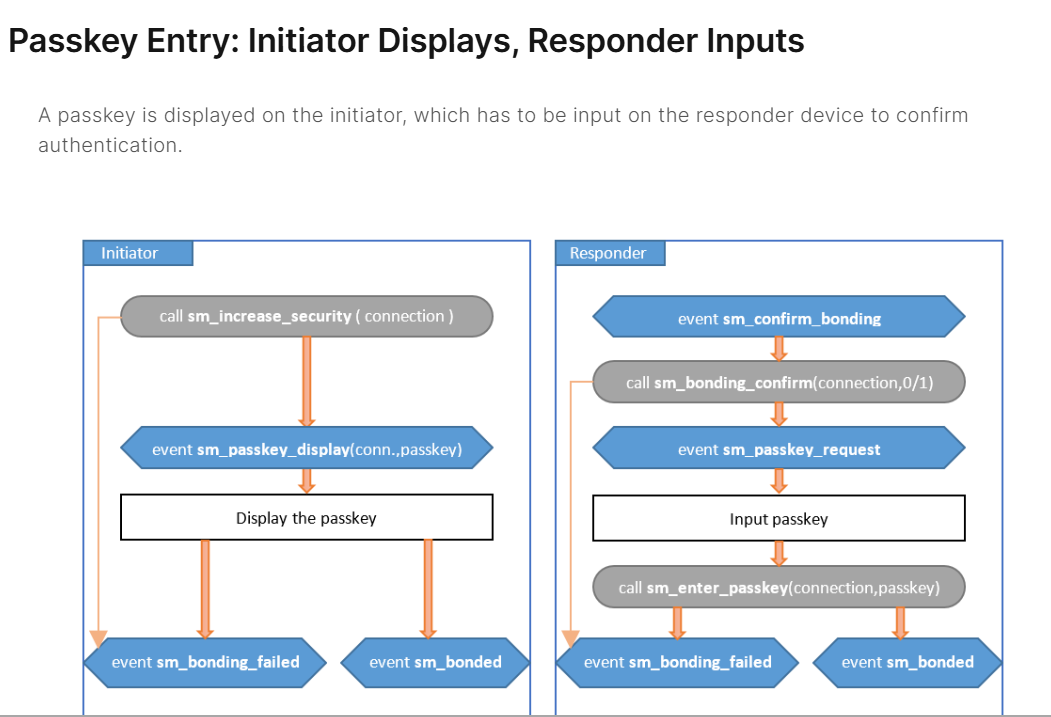 Passkey Entry: Initiator Displays, Responder Inputs
A passkey is displayed on the initiator, which has to be input on the responder device to confirm
authentication.
Initiator
call sm_increase_security ( connection )
event sm_passkey_display(conn.,passkey)
Display the passkey
event sm_bonding_failed
event sm_bonded
Responder
event sm_confirm_bonding
call sm_bonding_confirm(connection,0/1)
event sm_passkey_request
Input passkey
call sm_enter_passkey(connection,passkey)
event sm_bonding_failed
event sm_bonded